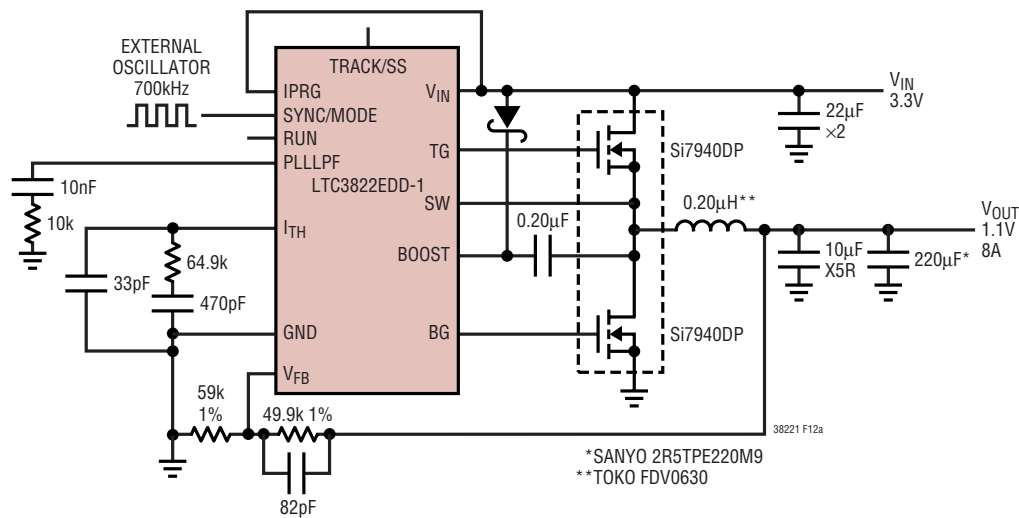 EXTERNAL
OSCILLATOR
700kHz
TRACK/SS
IPRG
SYNC/MODE
RUN
PLLLPF
LTC3822EDD-1
ITH
GND
VFB
VIN
TG
SW
BOOST
BG
10nF
10k
33pF
64.9k
470pF
59k
1%
49.9k 1%
82pF
0.20µF
Si7940DP
Si7940DP
0.20µH**
22µF
×2
VIN
3.3V
10µF
X5R
220µF*
VOUT
1.1V
8A
38221 F12a
*SANYO 2R5TPE220M9
**TOKO FDV0630